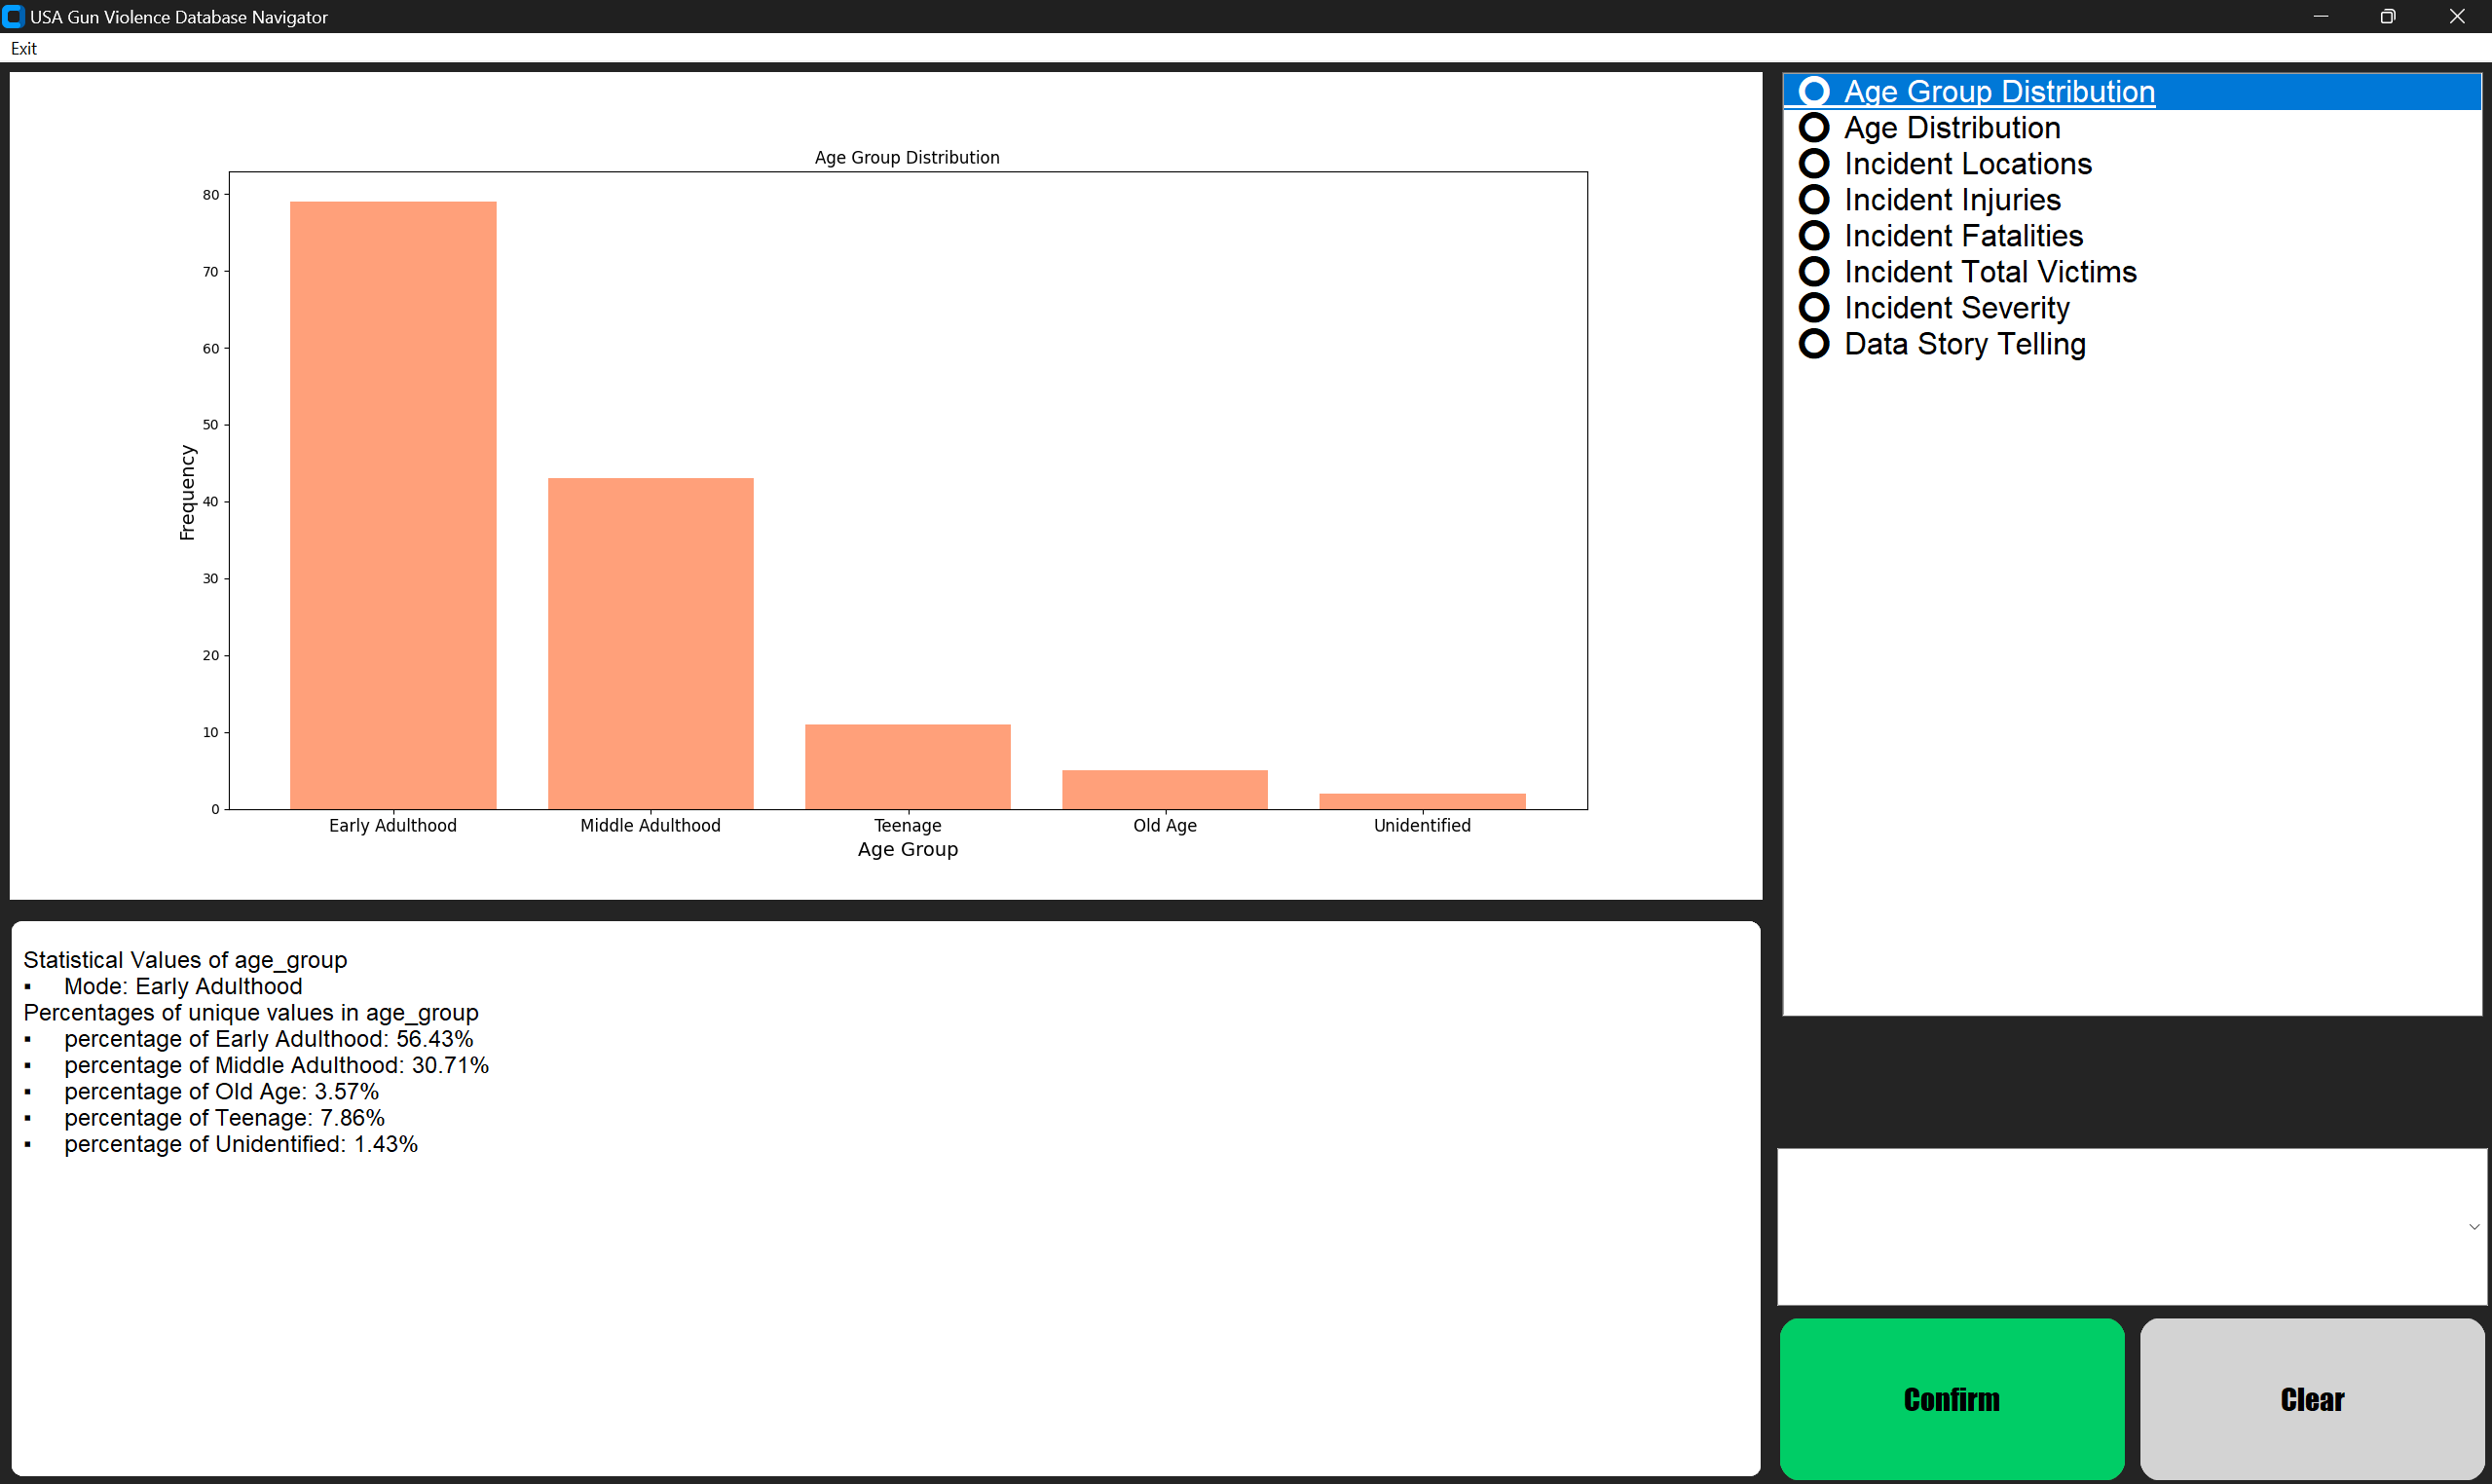 USA Gun Violence Database Navigator
Exit
Age Group Distribution
80
70
60
50
40
30
20
10
0
Frequency
Early Adulthood Middle Adulthood Teenage Old Age Unidentified
Age Group
Statistical Values of age_group
▪ Mode: Early Adulthood
Percentages of unique values in age_group
▪ percentage of Early Adulthood: 56.43%
▪ percentage of Middle Adulthood: 30.71%
▪ percentage of Old Age: 3.57%
▪ percentage of Teenage: 7.86%
▪ percentage of Unidentified: 1.43%
Age Group Distribution
Age Distribution
Incident Locations
Incident Injuries
Incident Fatalities
Incident Total Victims
Incident Severity
Data Story Telling
Confirm
Clear